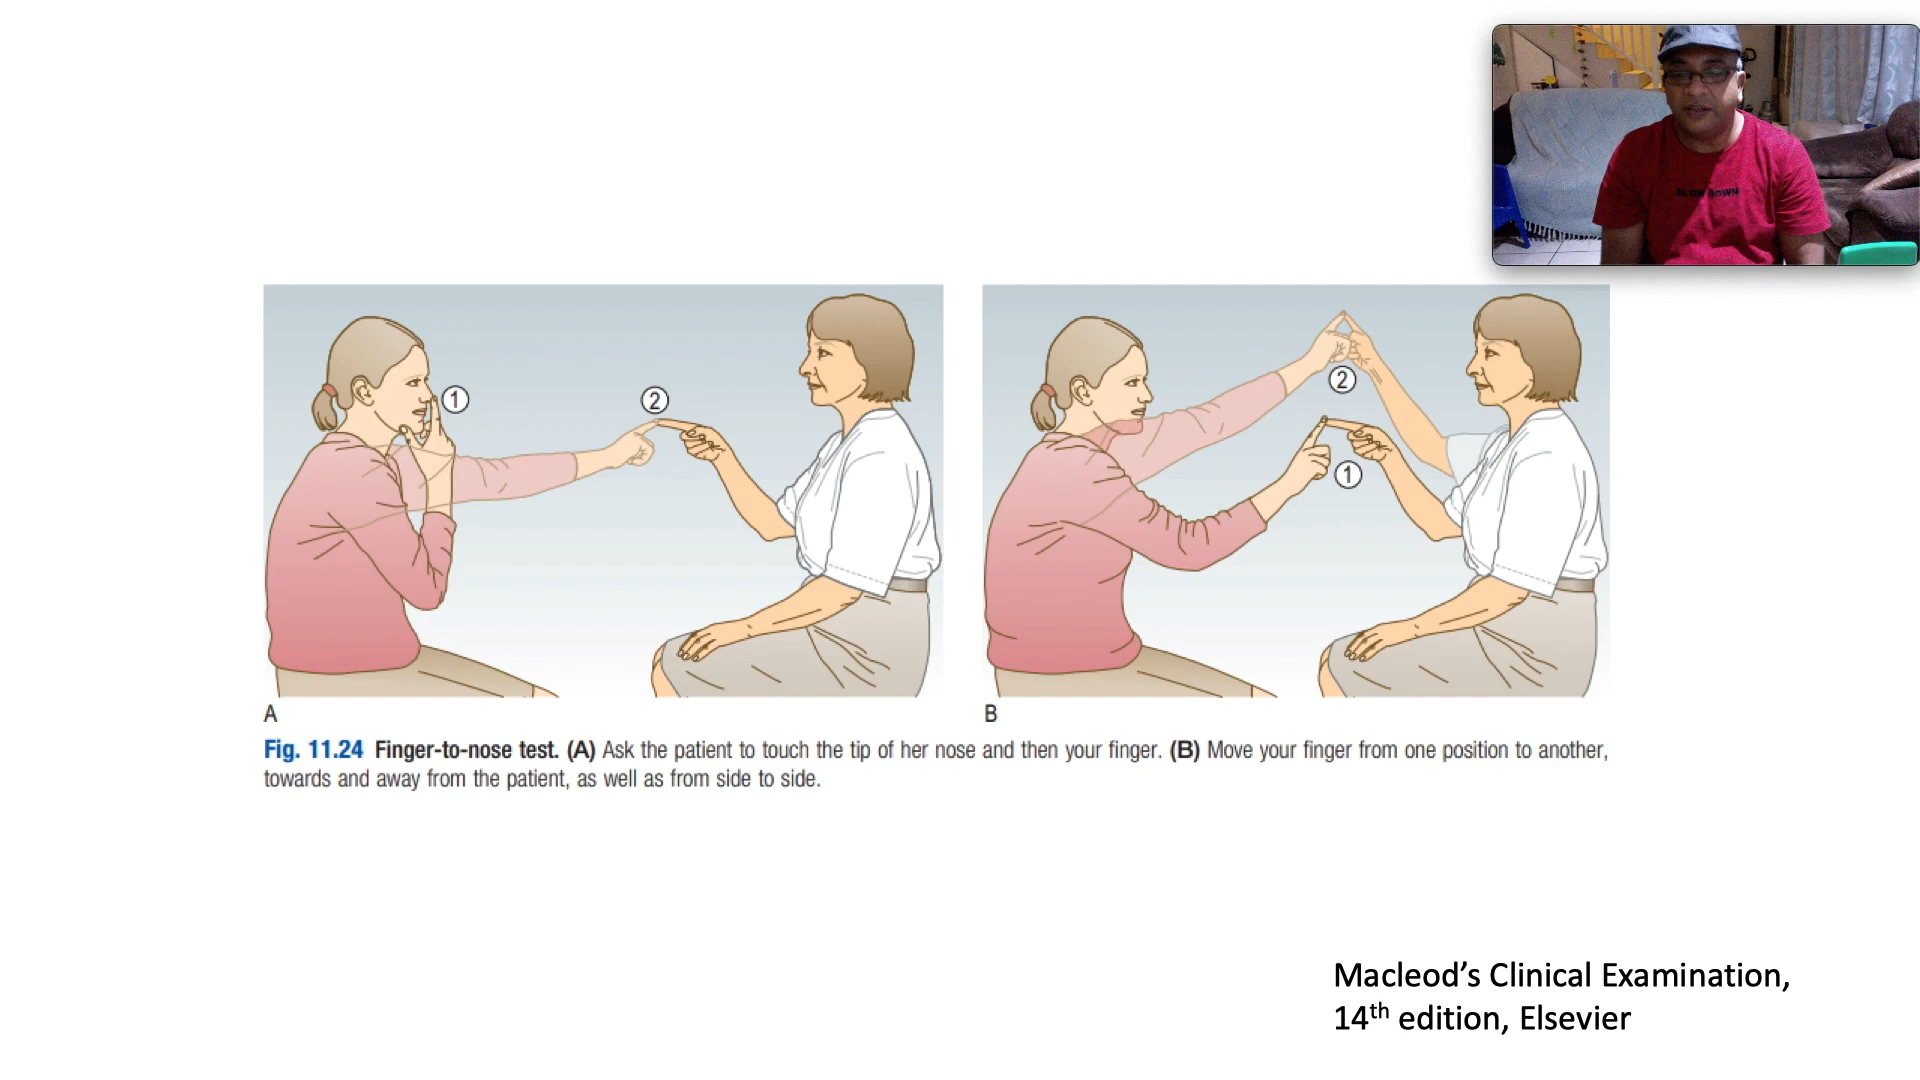 SLOW DOWN
1
2
2
1
A
B
Fig. 11.24 Finger-to-nose test. (A) Ask the patient to touch the tip of her nose and then your finger. (B) Move your finger from one position to another,
towards and away from the patient, as well as from side to side.
Macleod’s Clinical Examination,
14th edition, Elsevier